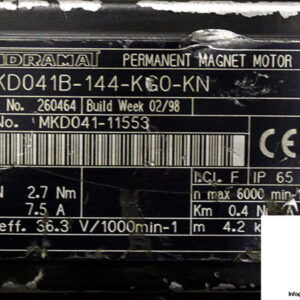 INDRAMAT PERMANENT MAGNET MOTOR
KD041B-144-KG0-KN
No. 260464 Build Week 02/98
No. MKD041-11553
CE
I.CL. F IP 65
N 2.7 Nm n max 6000 min-
7.5 A Km 0.4 N
eff. 36.3 V/1000min-1 m 4.2 k